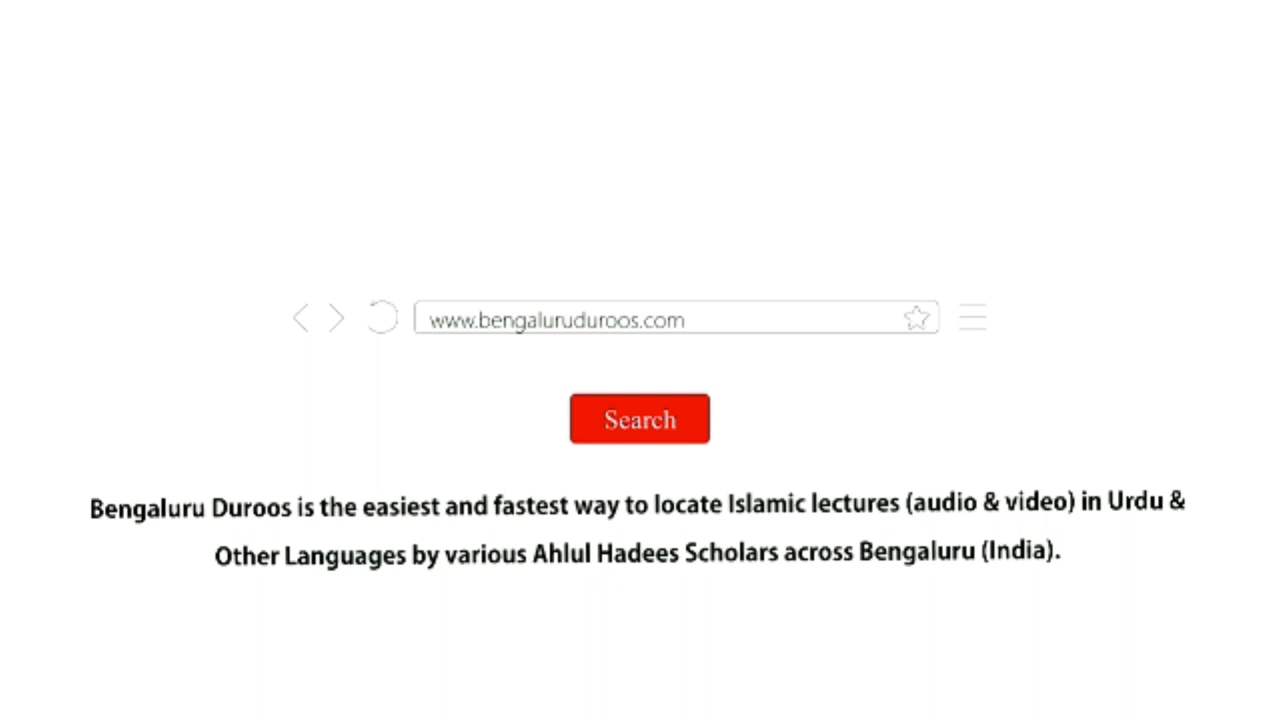 www.bengaluruduroos.com
Search
Bengaluru Duroos is the easiest and fastest way to locate Islamic lectures (audio & video) in Urdu &
Other Languages by various Ahlul Hadees Scholars across Bengaluru (India).